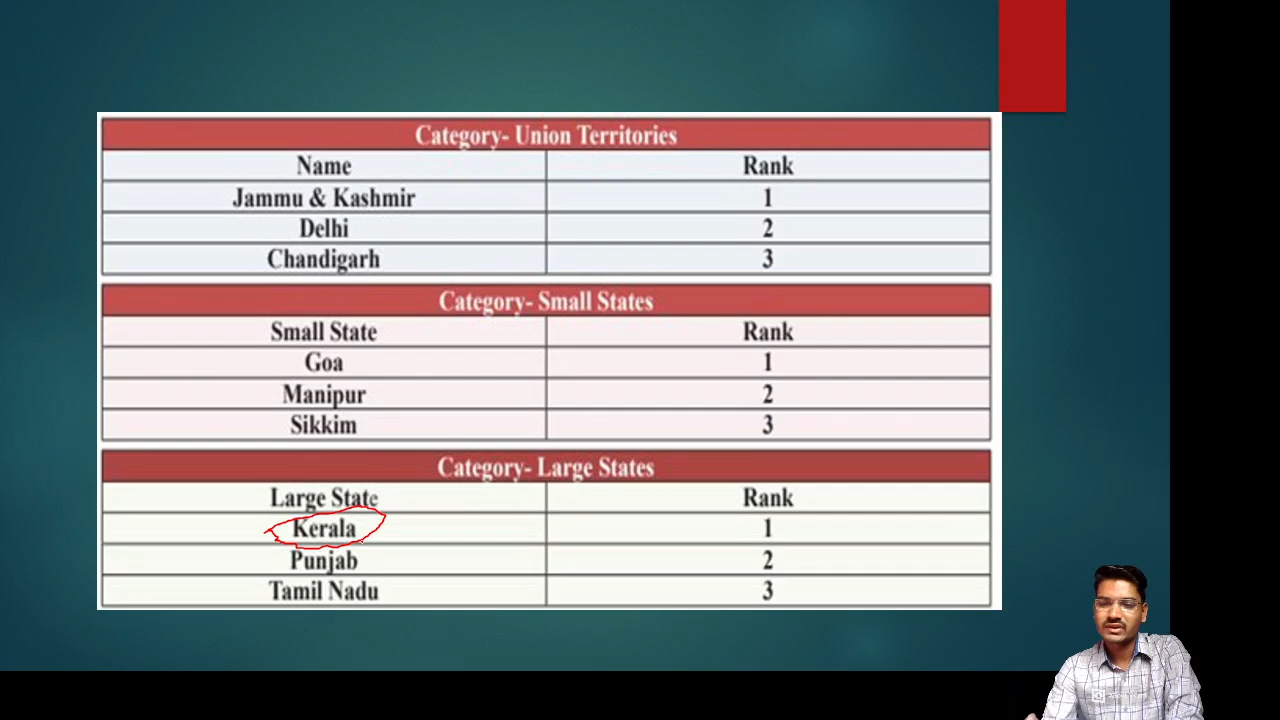 Category- Union Territories
Name Rank
Jammu & Kashmir 1
Delhi 2
Chandigarh 3
Category- Small States
Small State Rank
Goa 1
Manipur 2
Sikkim 3
Category- Large States
Large State Rank
Kerala 1
Punjab 2
Tamil Nadu 3